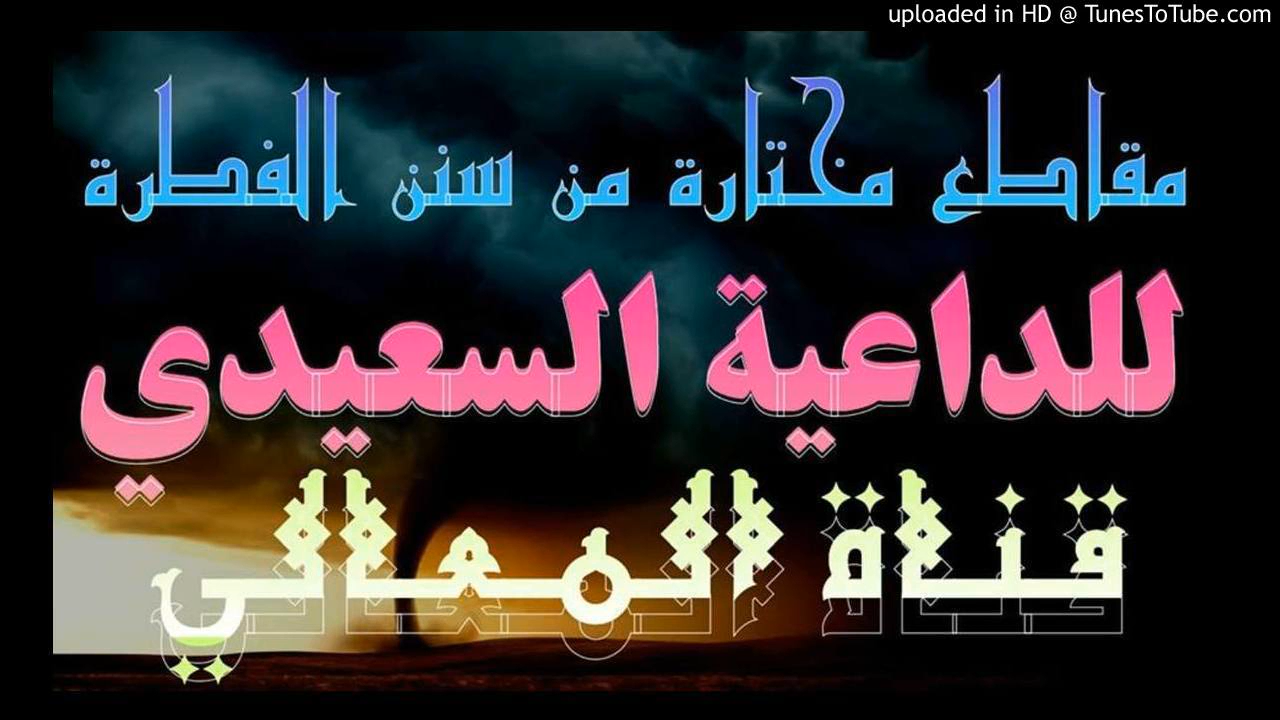 uploaded in HD @ TunesToTube.com
مقاطع مختارة من سنن الفطرة
للداعية السعيدي
قناة المعالي